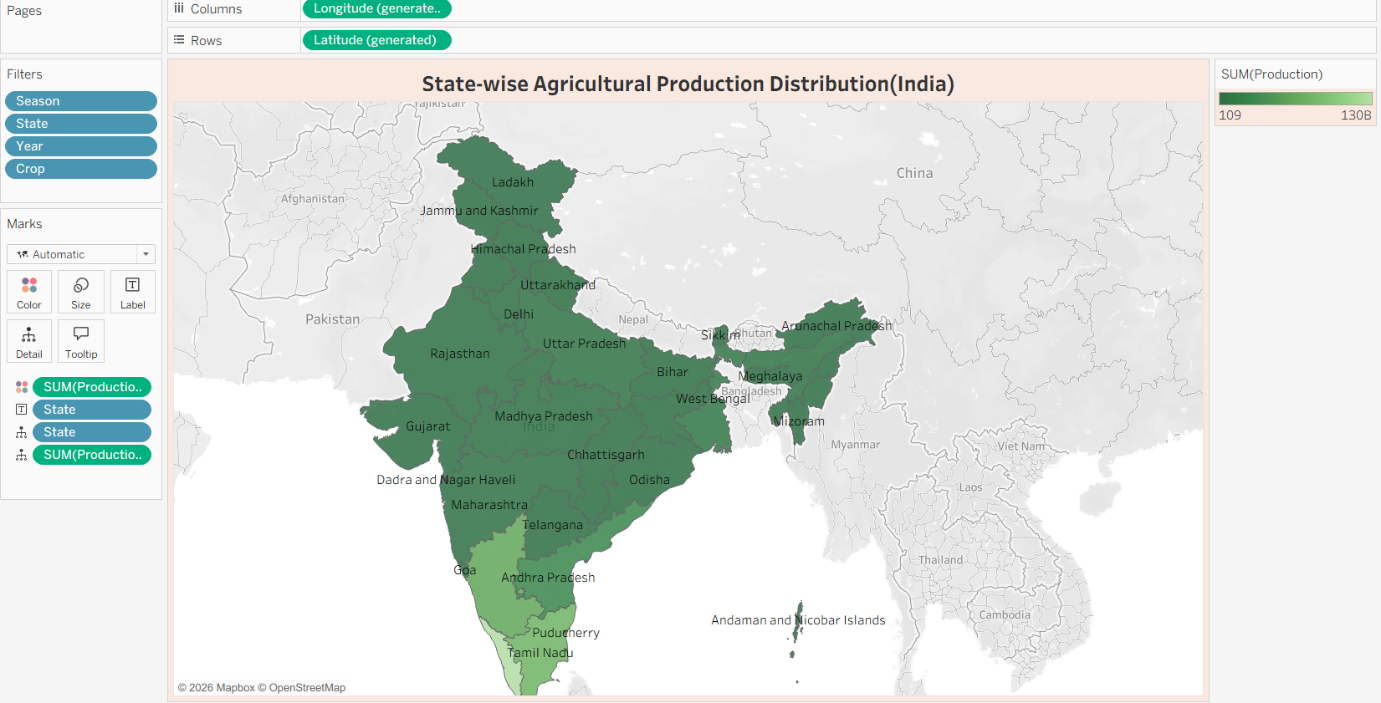 Pages
Columns
Longitude (generate..
Rows
Latitude (generated)
Filters
Season
State
Year
Crop
Marks
Automatic
Color
Size
Label
Detail
Tooltip
SUM(Productio..
State
State
SUM(Productio..
State-wise Agricultural Production Distribution(India)
Tajikistan
China
Afghanistan
Ladakh
Jammu and Kashmir
Himachal Pradesh
Uttarakhand
Pakistan
Delhi
Nepal
Sikkim
Bhutan
Arunachal Pradesh
Uttar Pradesh
Rajasthan
Bihar
Meghalaya
Bangladesh
West Bengal
Madhya Pradesh
India
Gujarat
Mizoram
Myanmar
Viet Nam
Chhattisgarh
Dadra and Nagar Haveli
Odisha
Laos
Maharashtra
Telangana
Thailand
Goa
Andhra Pradesh
Andaman and Nicobar Islands
Cambodia
Puducherry
Tamil Nadu
© 2026 Mapbox © OpenStreetMap
SUM(Production)
109
130B